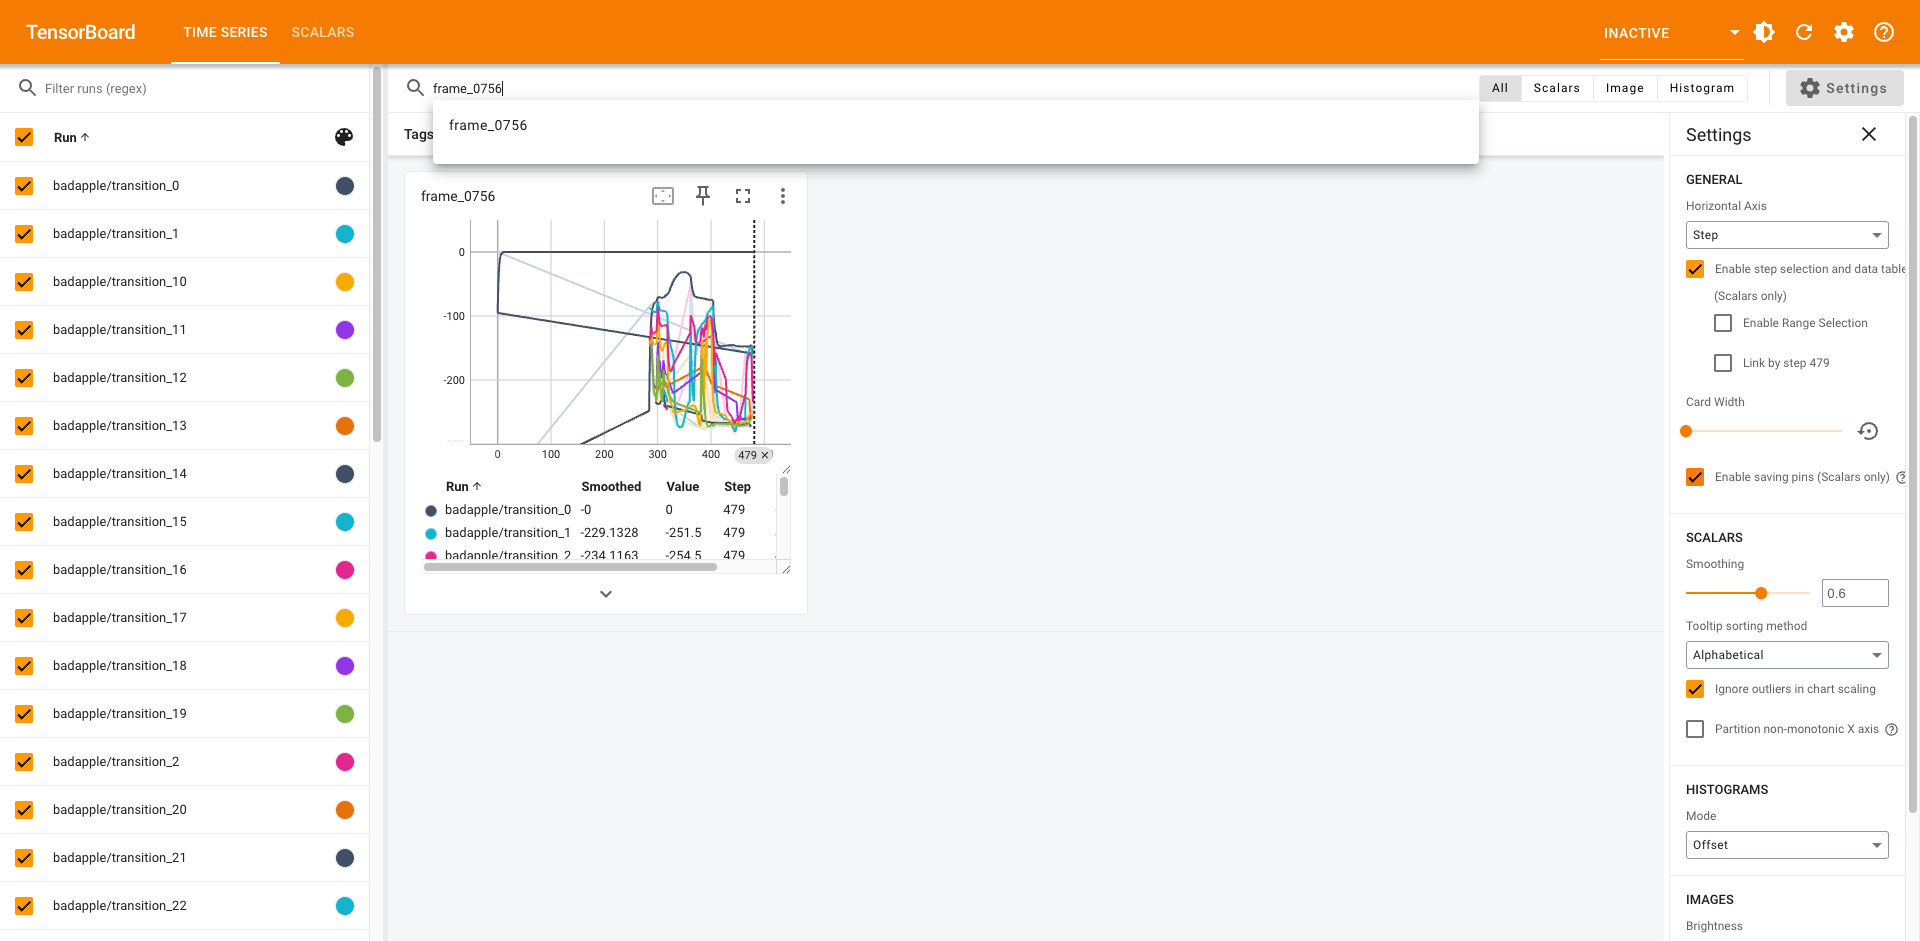 TensorBoard
TIME SERIES
SCALARS
INACTIVE
Filter runs (regex)
frame_0756
All
Scalars
Image
Histogram
Settings
Run
badapple/transition_0
badapple/transition_1
badapple/transition_10
badapple/transition_11
badapple/transition_12
badapple/transition_13
badapple/transition_14
badapple/transition_15
badapple/transition_16
badapple/transition_17
badapple/transition_18
badapple/transition_19
badapple/transition_2
badapple/transition_20
badapple/transition_21
badapple/transition_22
frame_0756
Tags
frame_0756
0
-100
-200
0 100 200 300 400 479
Run Smoothed Value Step
badapple/transition_0 -0 0 479
badapple/transition_1 -229.1328 -251.5 479
badapple/transition_2 -234.1163 -254.5 479
Settings
GENERAL
Horizontal Axis
Step
Enable step selection and data table
(Scalars only)
Enable Range Selection
Link by step 479
Card Width
Enable saving pins (Scalars only)
SCALARS
Smoothing
0.6
Tooltip sorting method
Alphabetical
Ignore outliers in chart scaling
Partition non-monotonic X axis
HISTOGRAMS
Mode
Offset
IMAGES
Brightness